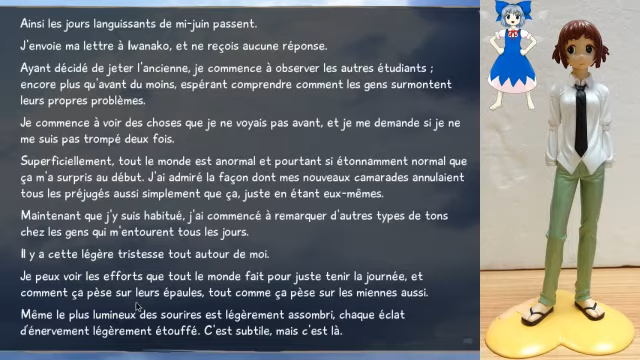 Ainsi les jours languissants de mi-juin passent.
J'envoie ma lettre à Iwanako, et ne reçois aucune réponse.
Ayant décidé de jeter l'ancienne, je commence à observer les autres étudiants ;
encore plus qu'avant du moins, espérant comprendre comment les gens surmontent
leurs propres problèmes.
Je commence à voir des choses que je ne voyais pas avant, et je me demande si je ne
me suis pas trompé deux fois.
Superficiellement, tout le monde est anormal et pourtant si étonnamment normal que
ça m'a surpris au début. J'ai admiré la façon dont mes nouveaux camarades annulaient
tous les préjugés aussi simplement que ça, juste en étant eux-mêmes.
Maintenant que j'y suis habitué, j'ai commencé à remarquer d'autres types de tons
chez les gens qui m'entourent tous les jours.
Il y a cette légère tristesse tout autour de moi.
Je peux voir les efforts que tout le monde fait pour juste tenir la journée, et
comment ça pèse sur leurs épaules, tout comme ça pèse sur les miennes aussi.
Même le plus lumineux des sourires est légèrement assombri, chaque éclat
d'énervement légèrement étouffé. C'est subtile, mais c'est là.